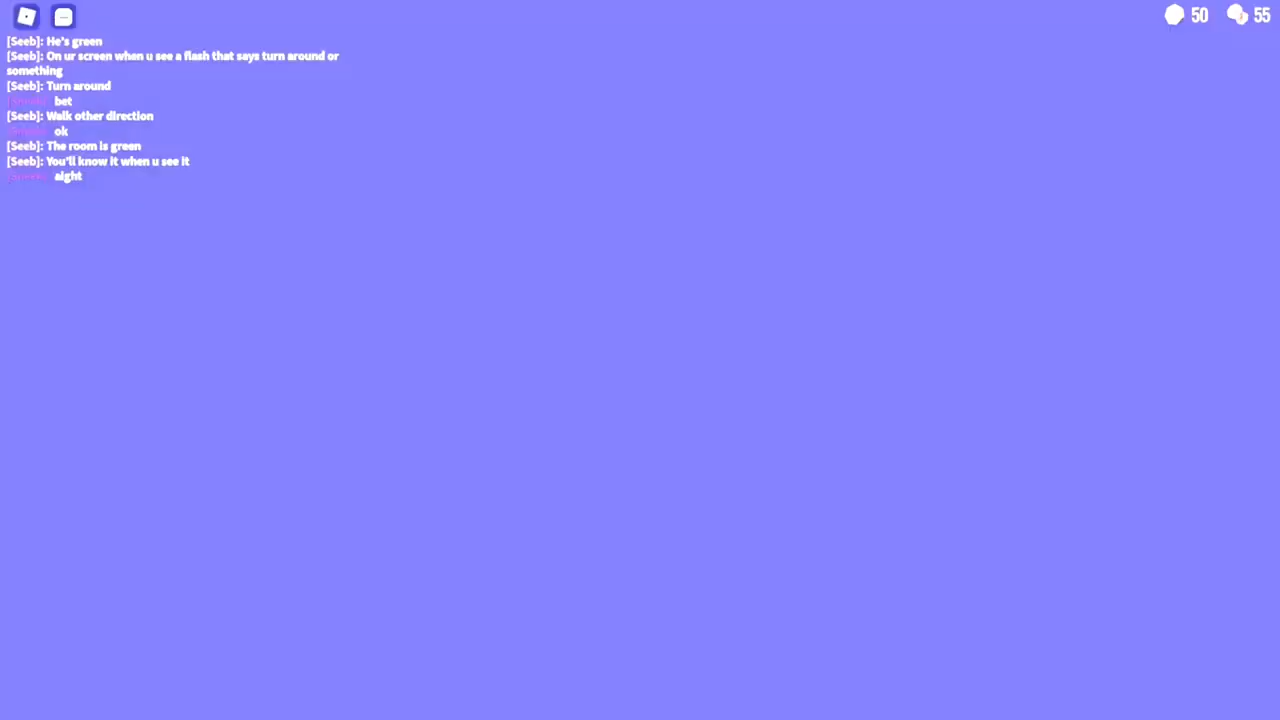 50
55
[Seeb]: He's green
[Seeb]: On ur screen when u see a flash that says turn around or
something
[Seeb]: Turn around
bet
[Seeb]: Walk other direction
ok
[Seeb]: The room is green
[Seeb]: You'll know it when u see it
aight